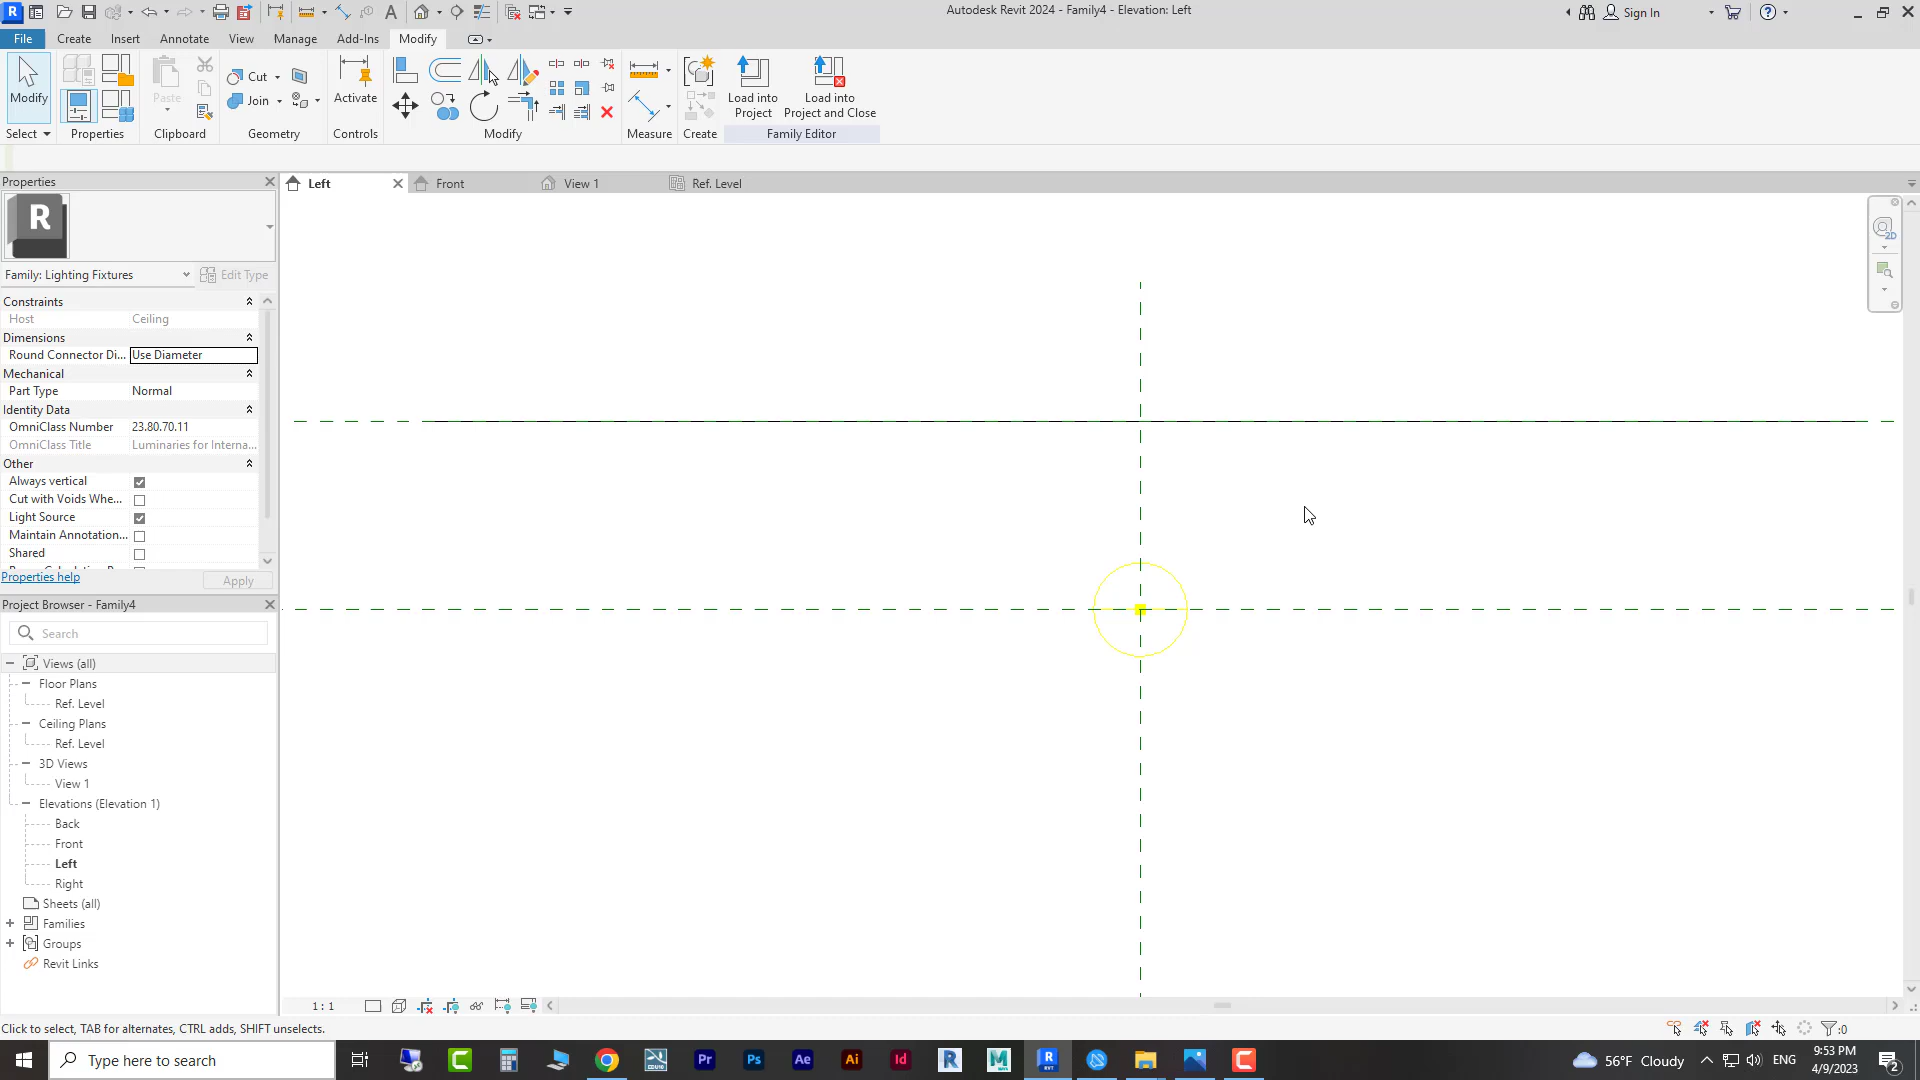 Autodesk Revit 2024 - Family4 - Elevation: Left
Sign In
File
Create
Insert
Annotate
View
Manage
Add-Ins
Modify
Modify
Paste
Cut
Join
Activate
Load into
Project
Load into
Project and Close
Select
Properties
Clipboard
Geometry
Controls
Modify
Measure
Create
Family Editor
Properties
Left
Front
View 1
Ref. Level
R
Family: Lighting Fixtures
Edit Type
Constraints
Host
Ceiling
Dimensions
Round Connector Di...
Use Diameter
Mechanical
Part Type
Normal
Identity Data
OmniClass Number
23.80.70.11
OmniClass Title
Luminaries for Interna...
Other
Always vertical
Cut with Voids Whe...
Light Source
Maintain Annotation...
Shared
Properties help
Apply
Project Browser - Family4
Search
Views (all)
Floor Plans
Ref. Level
Ceiling Plans
Ref. Level
3D Views
View 1
Elevations (Elevation 1)
Back
Front
Left
Right
Sheets (all)
Families
Groups
Revit Links
1 : 1
Click to select, TAB for alternates, CTRL adds, SHIFT unselects.
:0
Type here to search
Pr
Ps
Ae
Ai
Id
56°F Cloudy
ENG
9:53 PM
4/9/2023
2